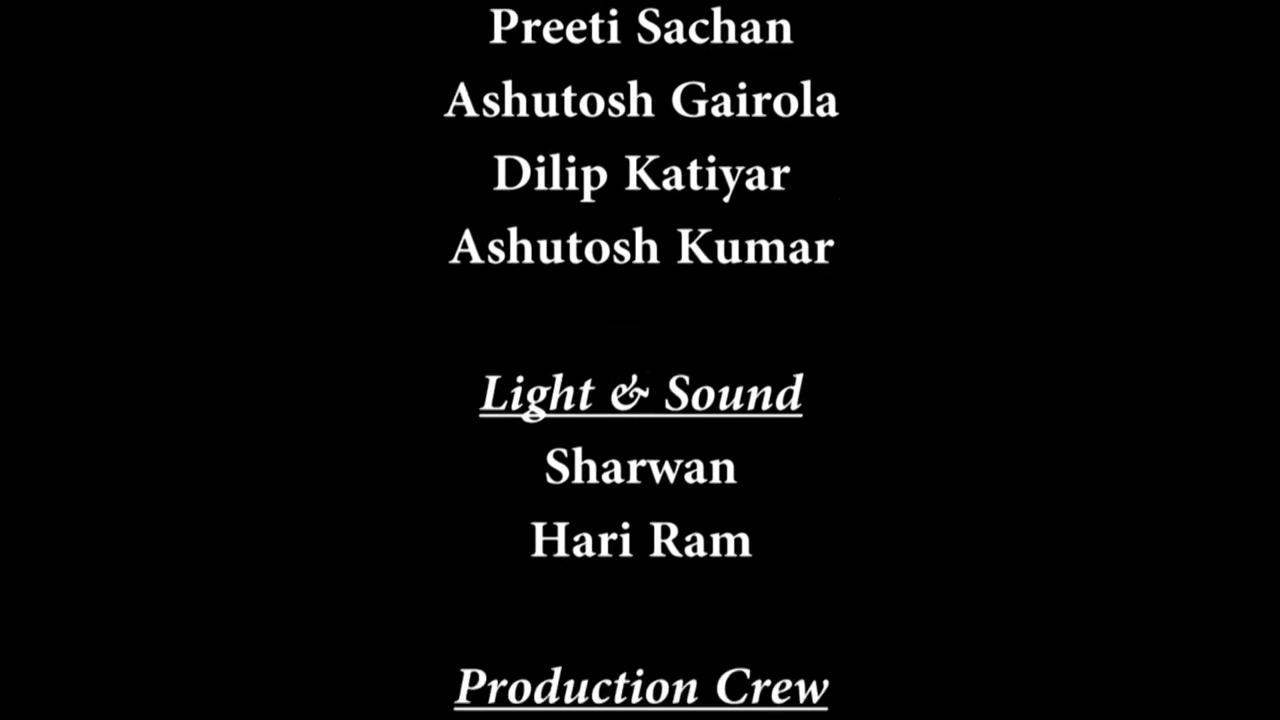 Preeti Sachan
Ashutosh Gairola
Dilip Katiyar
Ashutosh Kumar
Light & Sound
Sharwan
Hari Ram
Production Crew